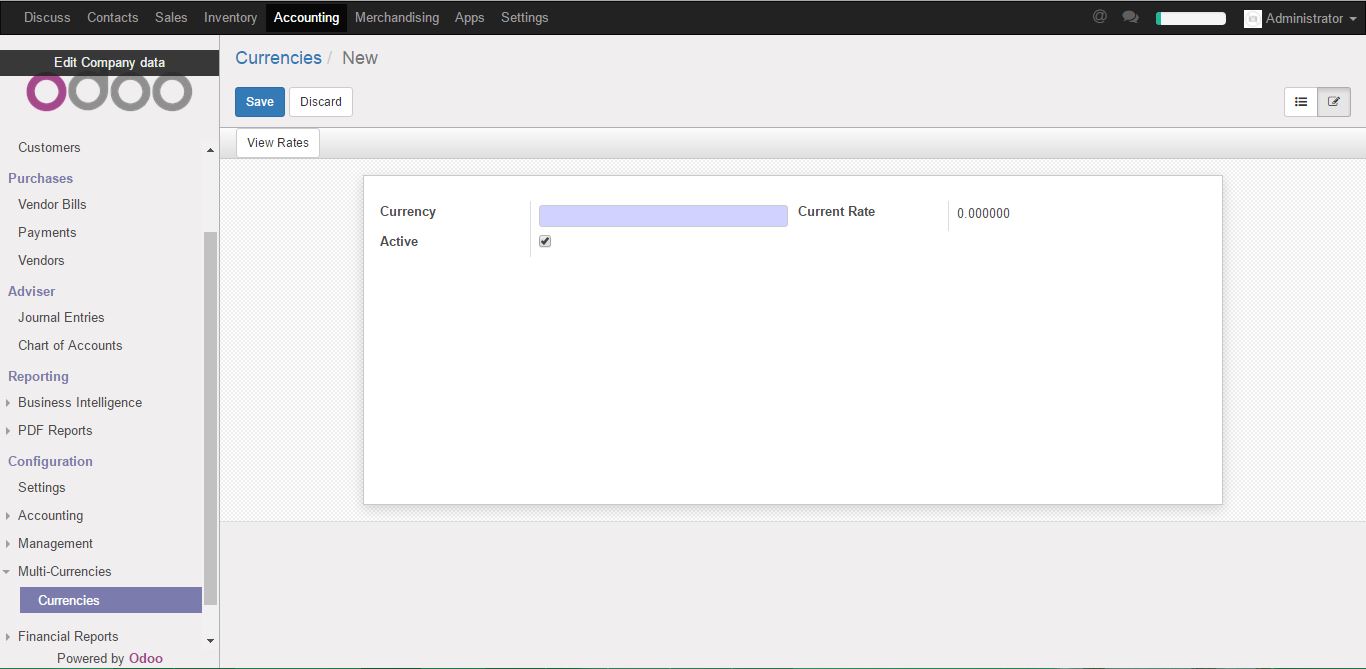 Discuss Contacts Sales Inventory Accounting Merchandising Apps Settings @ Administrator
Edit Company data
odoo
Customers
Purchases
Vendor Bills
Payments
Vendors
Adviser
Journal Entries
Chart of Accounts
Reporting
Business Intelligence
PDF Reports
Configuration
Settings
Accounting
Management
Multi-Currencies
Currencies
Financial Reports
Powered by Odoo
Currencies / New
Save Discard
View Rates
Currency
Current Rate 0.000000
Active